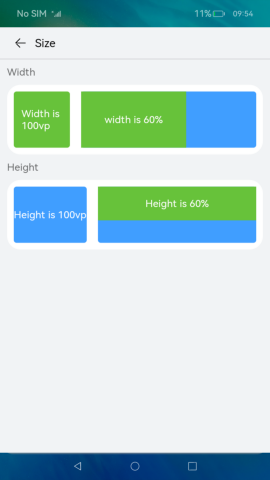 No SIM
11%
09:54
Size
Width
Width is
100vp
width is 60%
Height
Height is 100vp
Height is 60%